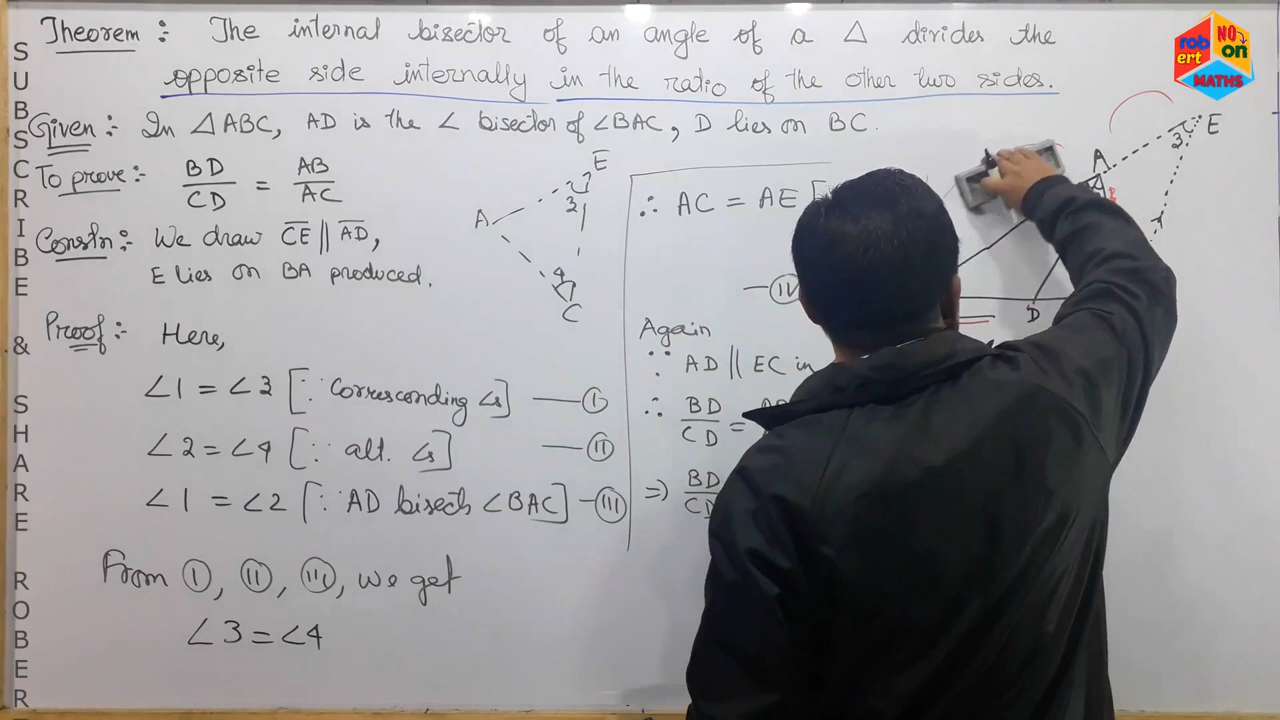 Theorem :- The internal bisector of an angle of a △ divides the
opposite side internally in the ratio of the other two sides.
Given :- In △ABC, AD is the ∠ bisector of ∠BAC, D lies on BC.
To prove :- BD/CD = AB/AC
Constn :- We draw CE || AD,
E lies on BA produced.
Proof :- Here,
∠1 = ∠3 [∵ Corresponding ∠s] — (I)
∠2 = ∠4 [∵ alt. ∠s] — (II)
∠1 = ∠2 [∵ AD bisects ∠BAC] — (III)
From (I), (II), (III), we get
∠3 = ∠4
E
3
A
4
C
∴ AC = AE [
— (IV)
Again
∵ AD || EC in
∴ BD/CD =
⇒ BD/CD
E
3
A
D
robert
NO on
MATHS
SUBSCRIBE & SHARE ROBER